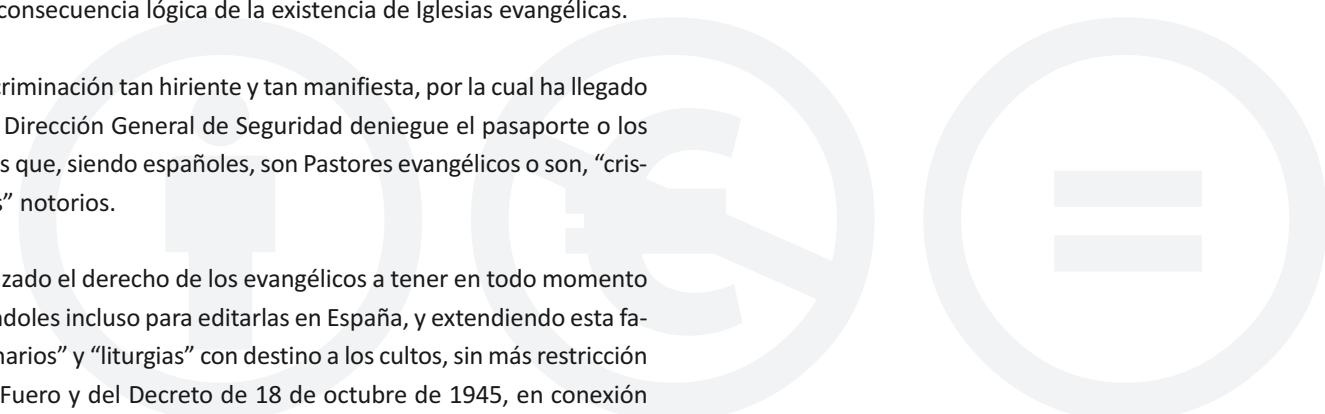 consecuencia lógica de la existencia de Iglesias evangélicas.
criminación tan hiriente y tan manifiesta, por la cual ha llegado
Dirección General de Seguridad deniegue el pasaporte o los
s que, siendo españoles, son Pastores evangélicos o son, “cris-
s” notorios.
zado el derecho de los evangélicos a tener en todo momento
doles incluso para editarlas en España, y extendiendo esta fa-
narios” y “liturgias” con destino a los cultos, sin más restricción
Fuero y del Decreto de 18 de octubre de 1945, en conexión